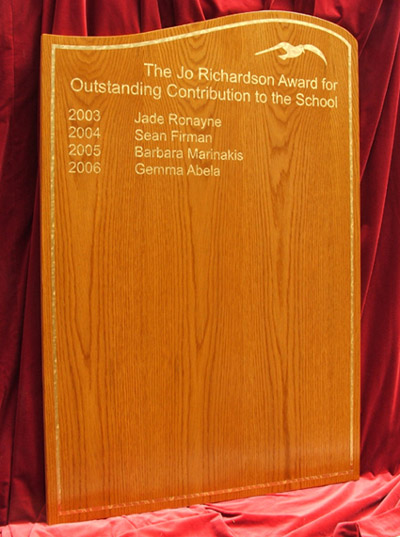 The Jo Richardson Award for
Outstanding Contribution to the School
2003 Jade Ronayne
2004 Sean Firman
2005 Barbara Marinakis
2006 Gemma Abela